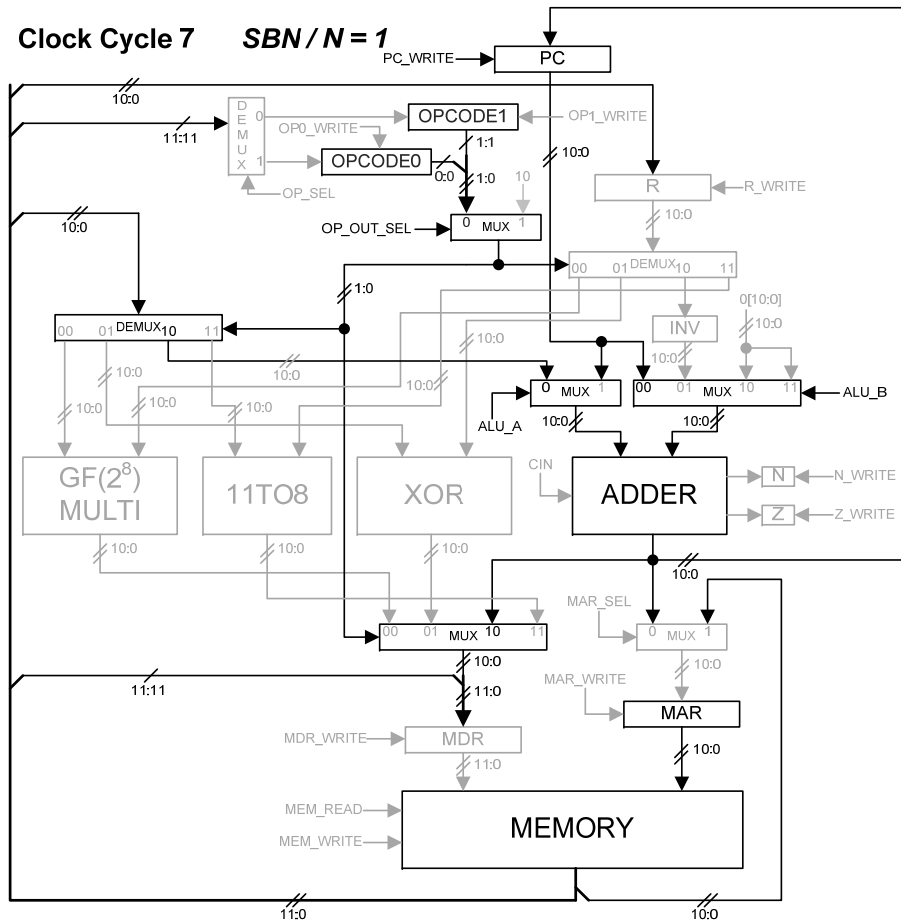 Clock Cycle 7 SBN / N = 1
PC_WRITE PC
10:0
DEMUX 0 1
OPCODE1 OP1_WRITE
11:11
OP0_WRITE
1:1 10:0
OPCODE0 0:0
1:0 10
R R_WRITE
OP_SEL
10:0
OP_OUT_SEL 0 MUX 1
10:0
00 01 DEMUX 10 11
1:0
0[10:0]
10:0
00 01 DEMUX 10 11
10:0
INV
10:0 10:0 10:0
0 MUX 1
00 01 MUX 10 11
ALU_B
10:0 10:0 10:0
ALU_A
10:0 10:0
GF(2⁸) MULTI
11TO8
XOR
CIN
ADDER
N N_WRITE
Z Z_WRITE
10:0 10:0 10:0
10:0
MAR_SEL
00 01 MUX 10 11
0 MUX 1
10:0 10:0
11:11 11:0
MAR_WRITE
MAR
MDR_WRITE MDR
10:0
11:0
MEM_READ
MEMORY
MEM_WRITE
11:0 10:0